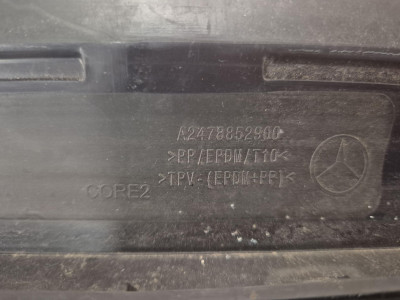 A2478852900
>PP/EPDM/T10<
>TPV-(EPDM+PP)<
CORE2